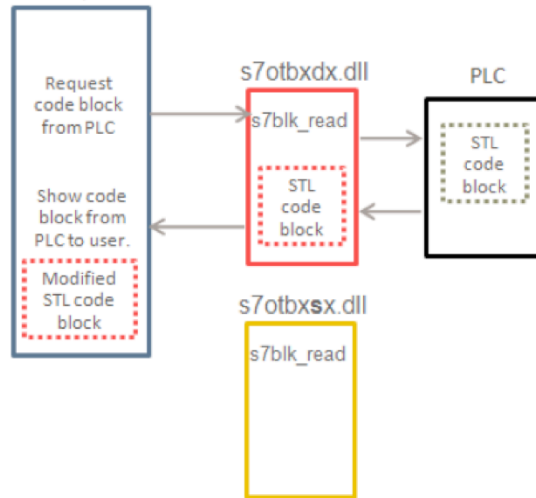 Request
code block
from PLC
Show code
block from
PLC to user.
Modified
STL code
block
s7otbxdx.dll
s7blk_read
STL
code
block
s7otbxsx.dll
s7blk_read
PLC
STL
code
block